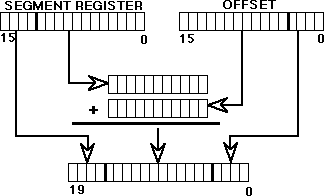 SEGMENT REGISTER OFFSET
15 0 15 0
+
19 0